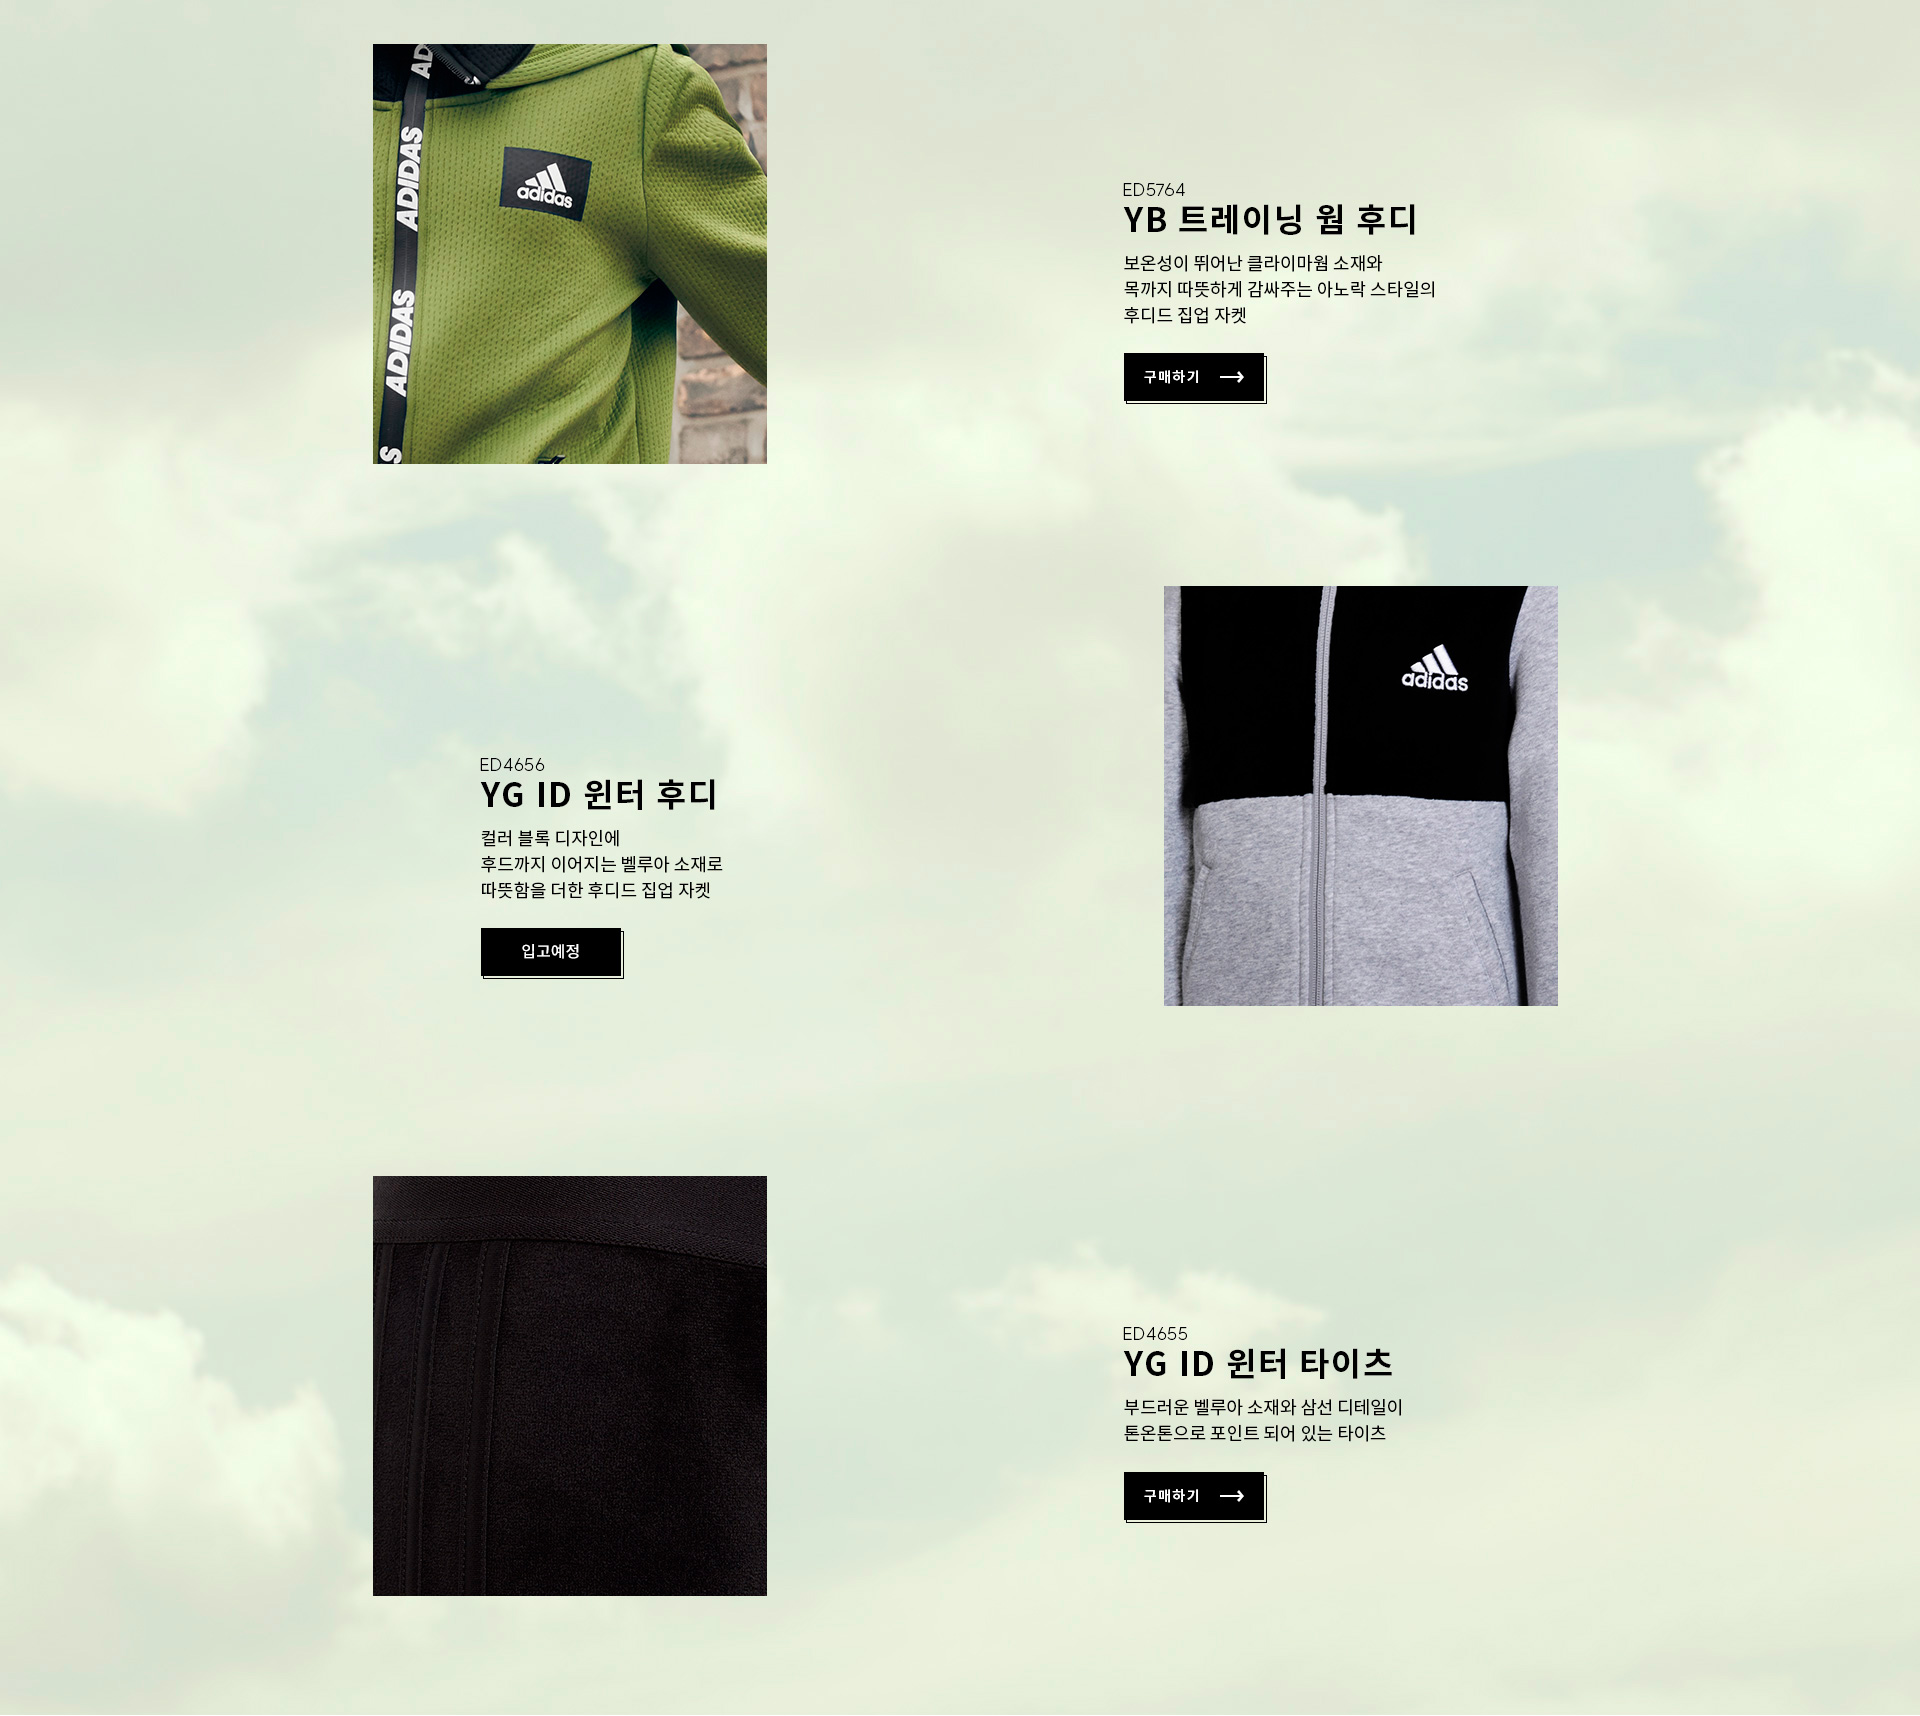 AD
ADIDAS
ADIDAS
S
adidas
ED5764
YB 트레이닝 웜 후디
보온성이 뛰어난 클라이마웜 소재와
목까지 따뜻하게 감싸주는 아노락 스타일의
후디드 집업 자켓
구매하기
adidas
ED4656
YG ID 윈터 후디
컬러 블록 디자인에
후드까지 이어지는 벨루아 소재로
따뜻함을 더한 후디드 집업 자켓
입고예정
ED4655
YG ID 윈터 타이츠
부드러운 벨루아 소재와 삼선 디테일이
톤온톤으로 포인트 되어 있는 타이츠
구매하기